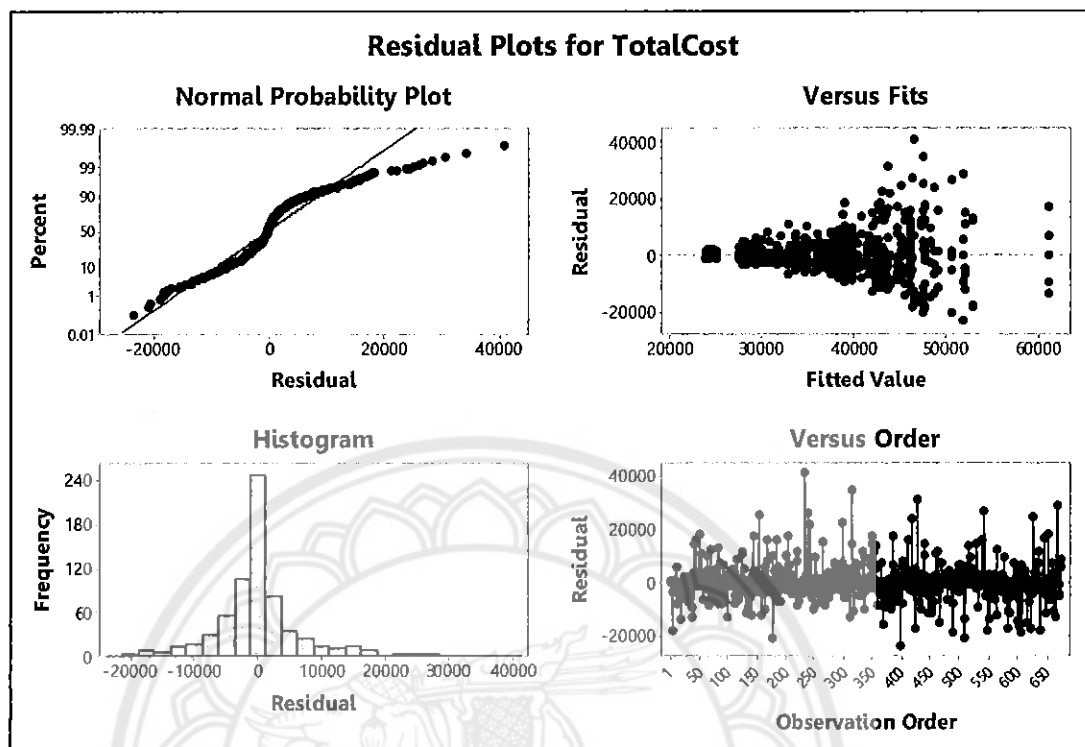 Residual Plots for TotalCost
Normal Probability Plot
99.99
99
90
50
10
1
0.01
Percent
-20000 0 20000 40000
Residual
Versus Fits
40000
20000
0
-20000
Residual
20000 30000 40000 50000 60000
Fitted Value
Histogram
240
180
120
60
0
Frequency
-20000 -10000 0 10000 20000 30000 40000
Residual
Versus Order
40000
20000
0
-20000
Residual
1 50 100 150 200 250 300 350 400 450 500 550 600 650
Observation Order